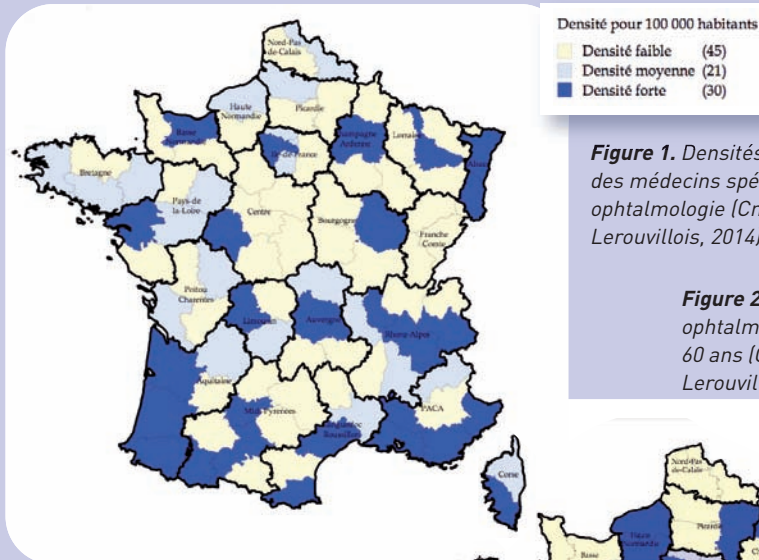 Densité pour 100 000 habitants
Densité faible (45)
Densité moyenne (21)
Densité forte (30)
Figure 1. Densités
des médecins spé
ophtalmologie (Cn
Lerouvillois, 2014)
Figure 2
ophtalm
60 ans (C
Lerouvil
Nord-Pas
de-Calais
Haute
Normandie
Picardie
Basse
Normandie
Ile-de-France
Champagne
Ardenne
Lorraine
Alsace
Bretagne
Pays-de
la-Loire
Centre
Bourgogne
Franche
Comté
Poitou
Charentes
Limousin
Auvergne
Rhône-Alpes
Aquitaine
Midi-Pyrénées
Languedoc
Roussillon
PACA
Corse
Nord-Pas
de-Calais
Picardie
Haute
Normandie
Basse